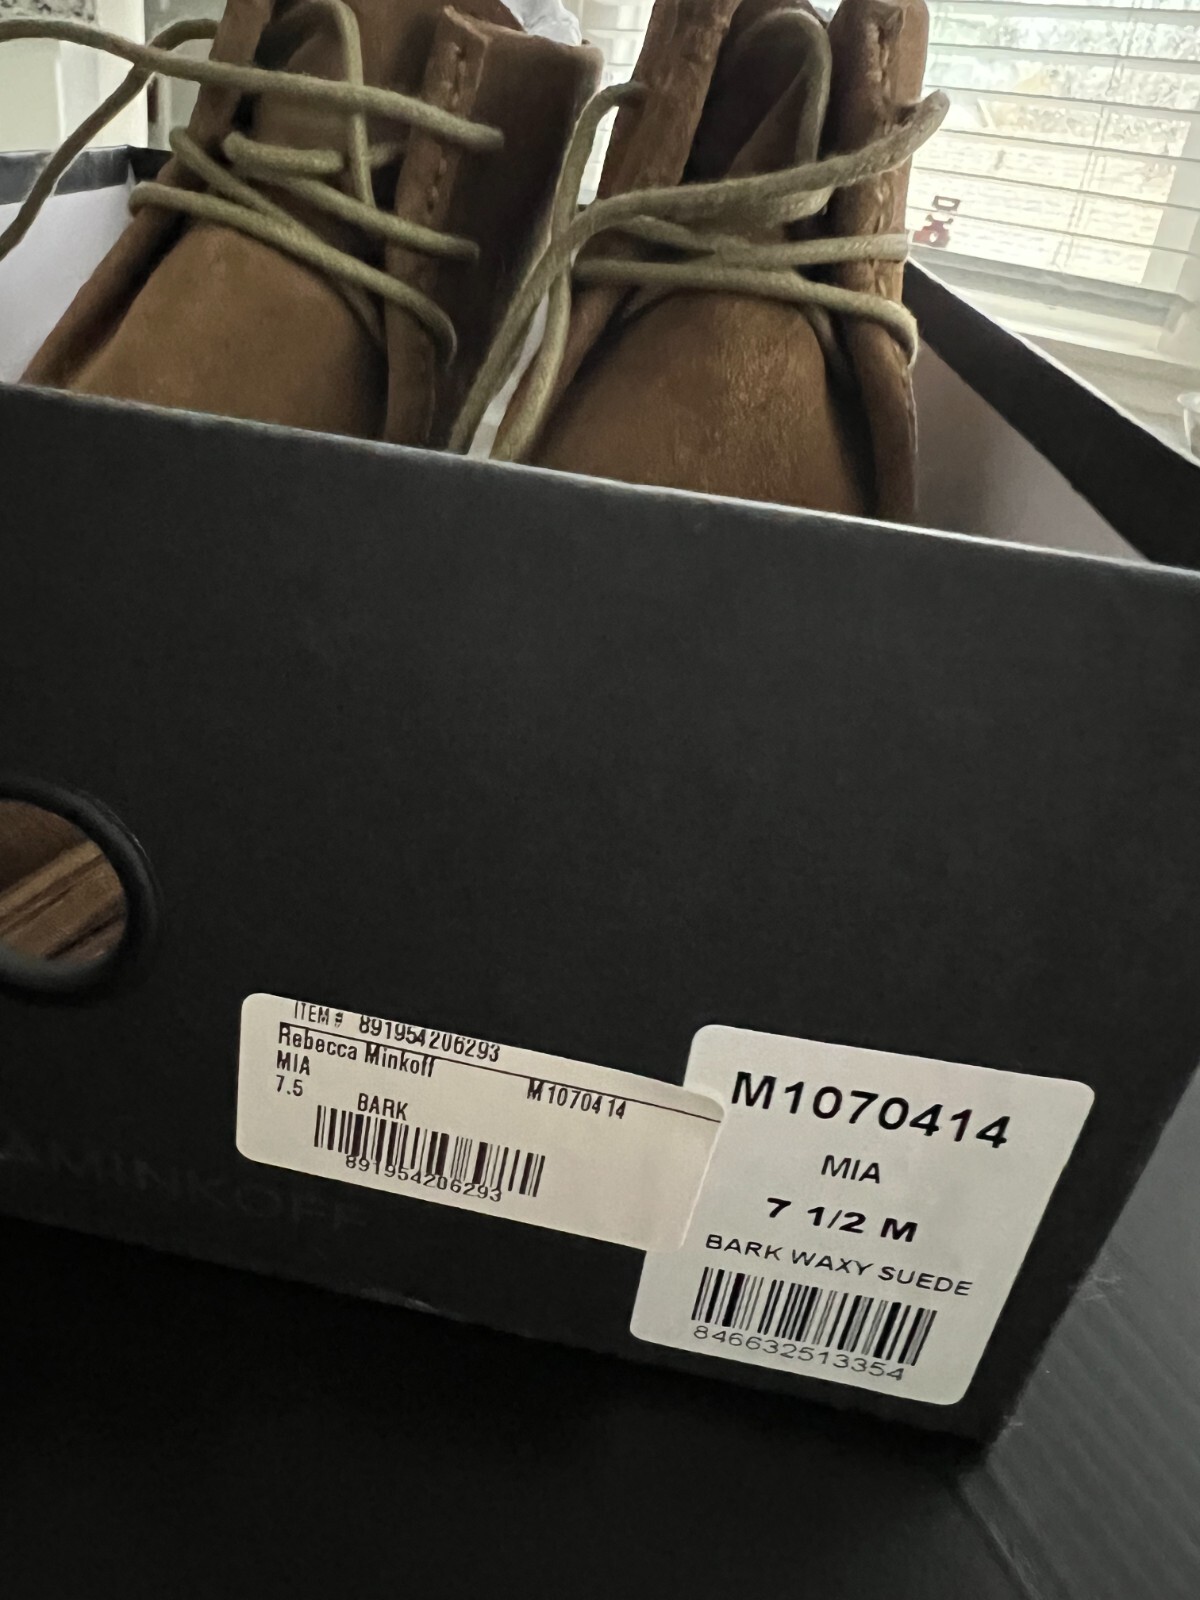 ITEM # 891954206293
Rebecca Minkoff
MIA
M1070414
7.5
BARK
891954206293
M1070414
MIA
7 1/2 M
BARK WAXY SUEDE
846632513354
AMINKOFF